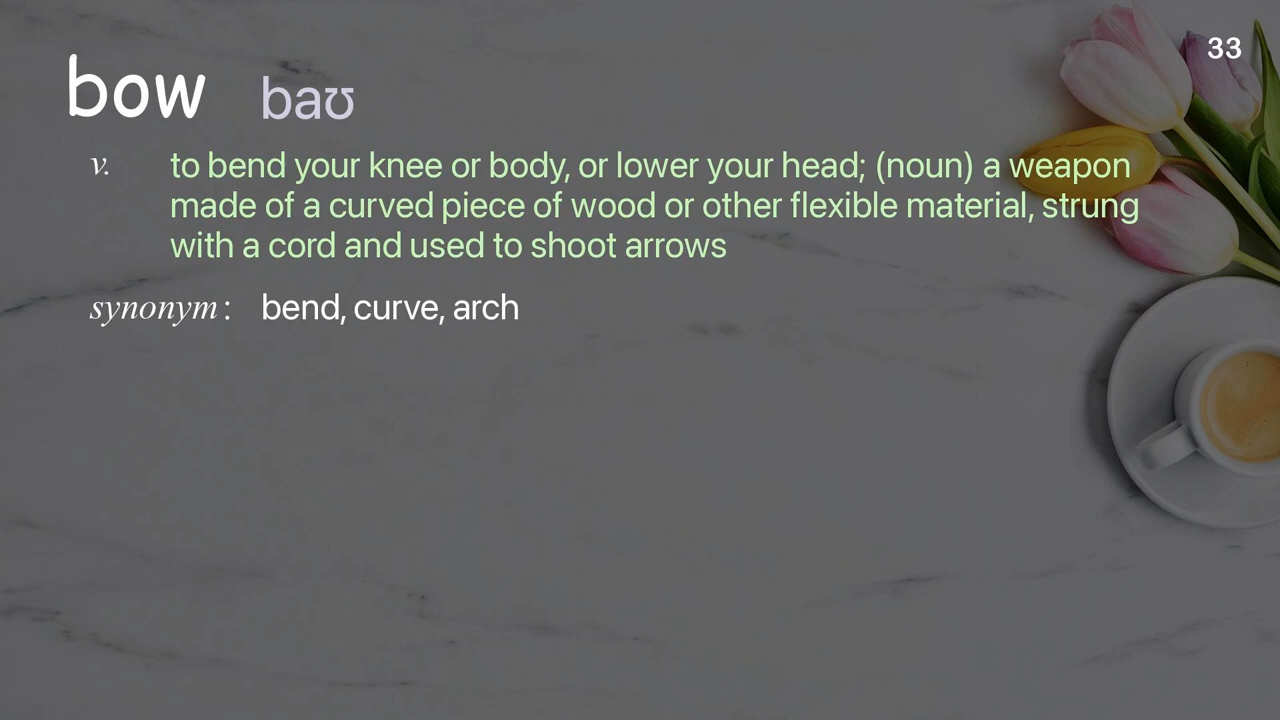 33
bow baʊ
v. to bend your knee or body, or lower your head; (noun) a weapon
made of a curved piece of wood or other flexible material, strung
with a cord and used to shoot arrows
synonym: bend, curve, arch